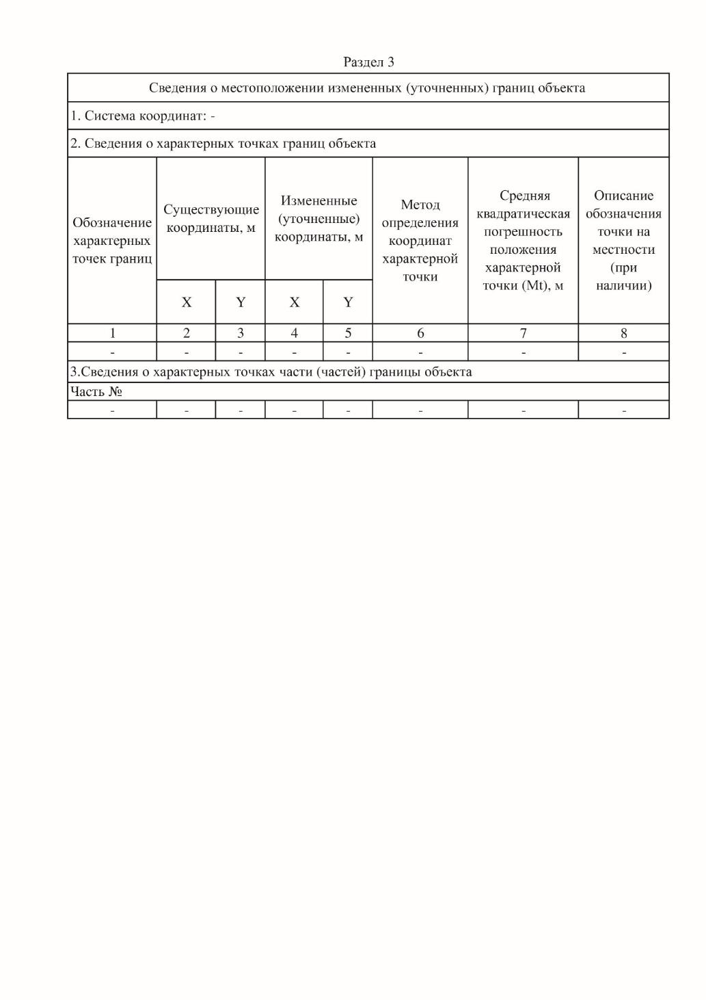 Раздел 3
Сведения о местоположении измененных (уточненных) границ объекта
1. Система координат: -
2. Сведения о характерных точках границ объекта
Обозначение
характерных
точек границ
Существующие
координаты, м
Измененные
(уточненные)
координаты, м
Метод
определения
координат
характерной
точки
Средняя
квадратическая
погрешность
положения
характерной
точки (Mt), м
Описание
обозначения
точки на
местности
(при
наличии)
X Y X Y
1 2 3 4 5 6 7 8
- - - - - - - -
3.Сведения о характерных точках части (частей) границы объекта
Часть №
- - - - - - - -